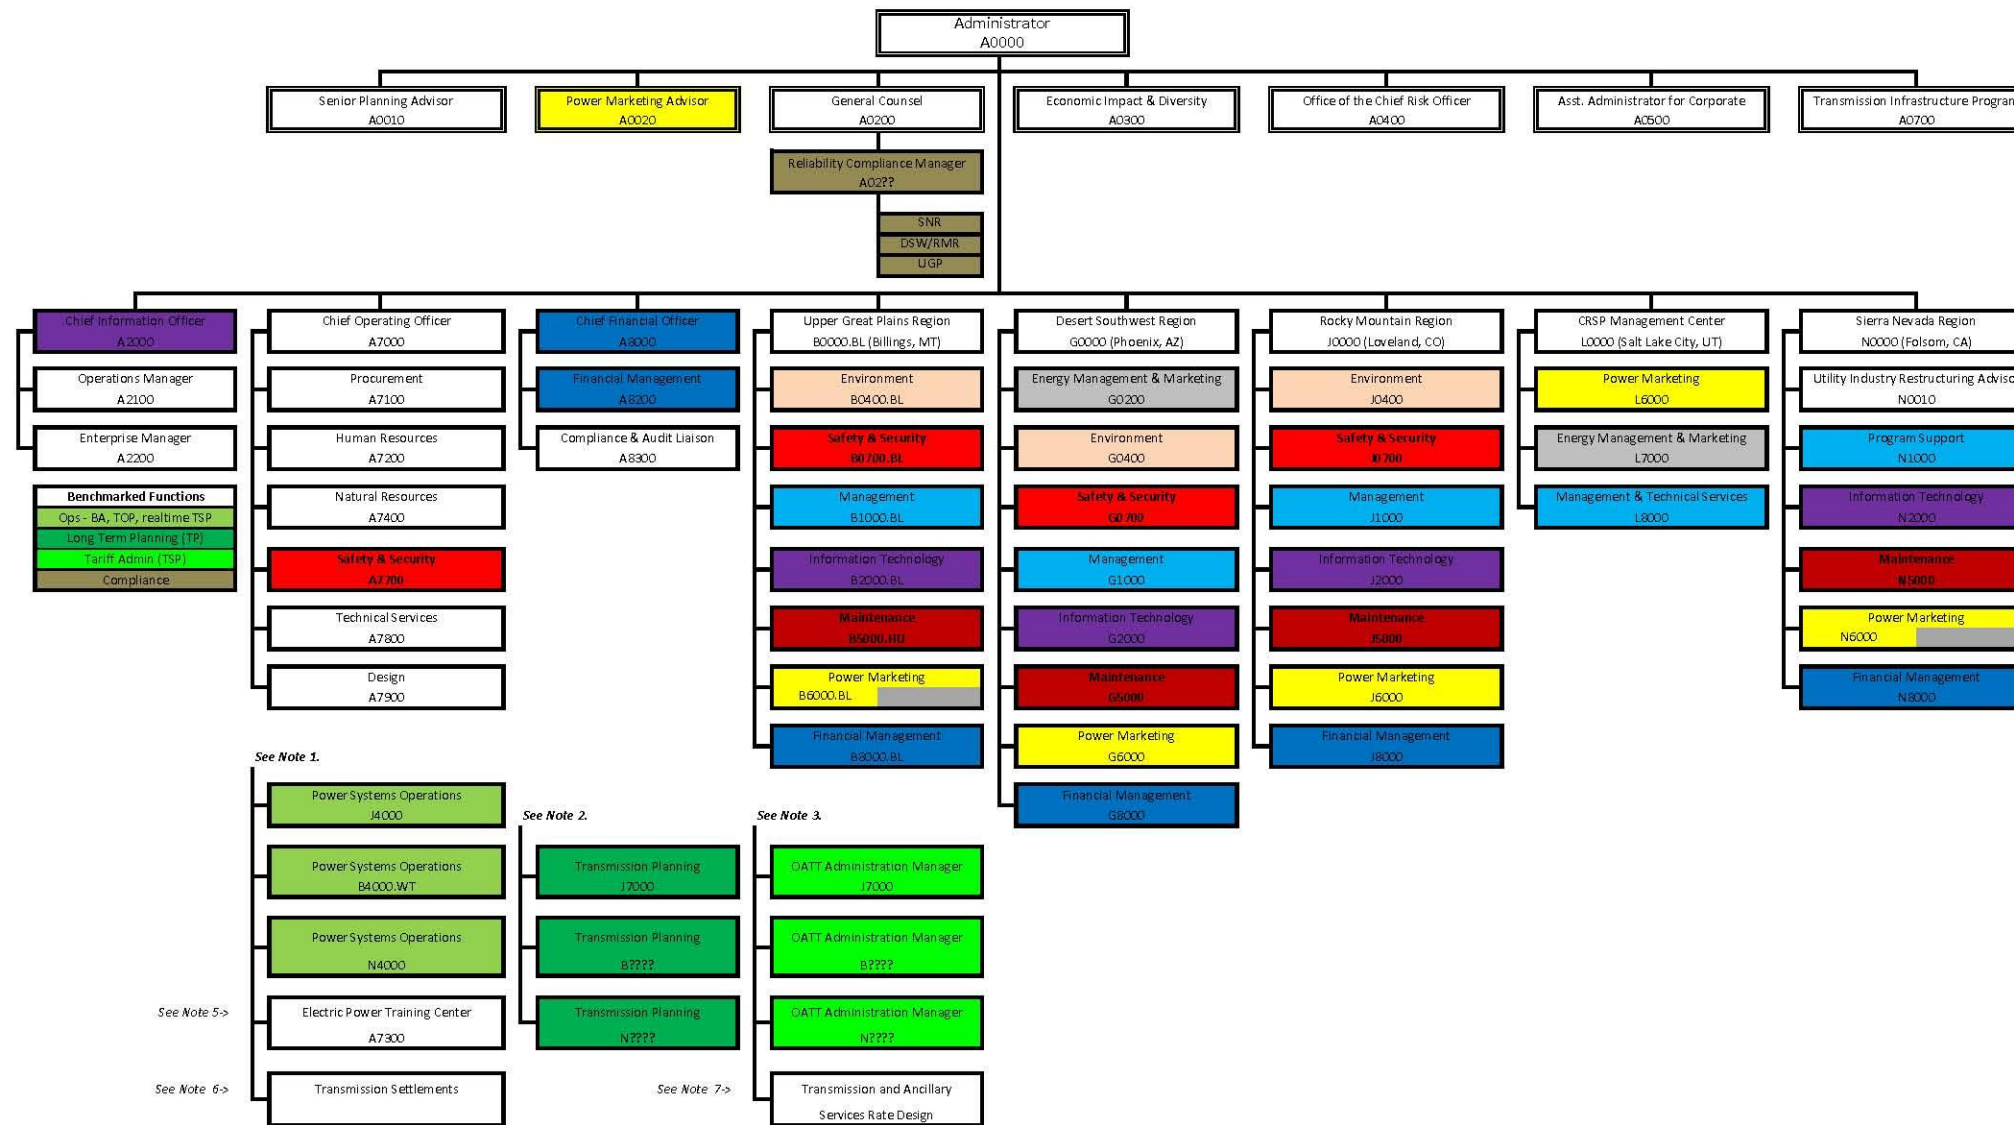 Administrator
A0000
Senior Planning Advisor
A0010
Power Marketing Advisor
A0020
General Counsel
A0200
Economic Impact & Diversity
A0300
Office of the Chief Risk Officer
A0400
Asst. Administrator for Corporate
A0500
Transmission Infrastructure Program
A0700
Reliability Compliance Manager
A02??
SNR
DSW/RMR
UGP
Chief Information Officer
A2000
Operations Manager
A2100
Enterprise Manager
A2200
Benchmarked Functions
Ops - BA, TOP, realtime TSP
Long Term Planning (TP)
Tariff Admin (TSP)
Compliance
Chief Operating Officer
A7000
Procurement
A7100
Human Resources
A7200
Natural Resources
A7400
Safety & Security
A7700
Technical Services
A7800
Design
A7900
Chief Financial Officer
A8000
Financial Management
A8200
Compliance & Audit Liaison
A8300
Upper Great Plains Region
B0000.BL (Billings, MT)
Environment
B0400.BL
Safety & Security
B0700.BL
Management
B1000.BL
Information Technology
B2000.BL
Maintenance
B5000.HU
Power Marketing
B6000.BL
Financial Management
B8000.BL
Desert Southwest Region
G0000 (Phoenix, AZ)
Energy Management & Marketing
G0200
Environment
G0400
Safety & Security
G0700
Management
G1000
Information Technology
G2000
Maintenance
G5000
Power Marketing
G6000
Financial Management
G8000
Rocky Mountain Region
J0000 (Loveland, CO)
Environment
J0400
Safety & Security
J0700
Management
J1000
Information Technology
J2000
Maintenance
J5000
Power Marketing
J6000
Financial Management
J8000
CRSP Management Center
L0000 (Salt Lake City, UT)
Power Marketing
L6000
Energy Management & Marketing
L7000
Management & Technical Services
L8000
Sierra Nevada Region
N0000 (Folsom, CA)
Utility Industry Restructuring Adviso
N0010
Program Support
N1000
Information Technology
N2000
Maintenance
N5000
Power Marketing
N6000
Financial Management
N8000
See Note 1.
Power Systems Operations
J4000
Power Systems Operations
B4000.WT
Power Systems Operations
N4000
See Note 5->
Electric Power Training Center
A7300
See Note 6->
Transmission Settlements
See Note 2.
Transmission Planning
J7000
Transmission Planning
B????
Transmission Planning
N????
See Note 3.
OATT Administration Manager
J7000
OATT Administration Manager
B????
OATT Administration Manager
N????
See Note 7->
Transmission and Ancillary
Services Rate Design